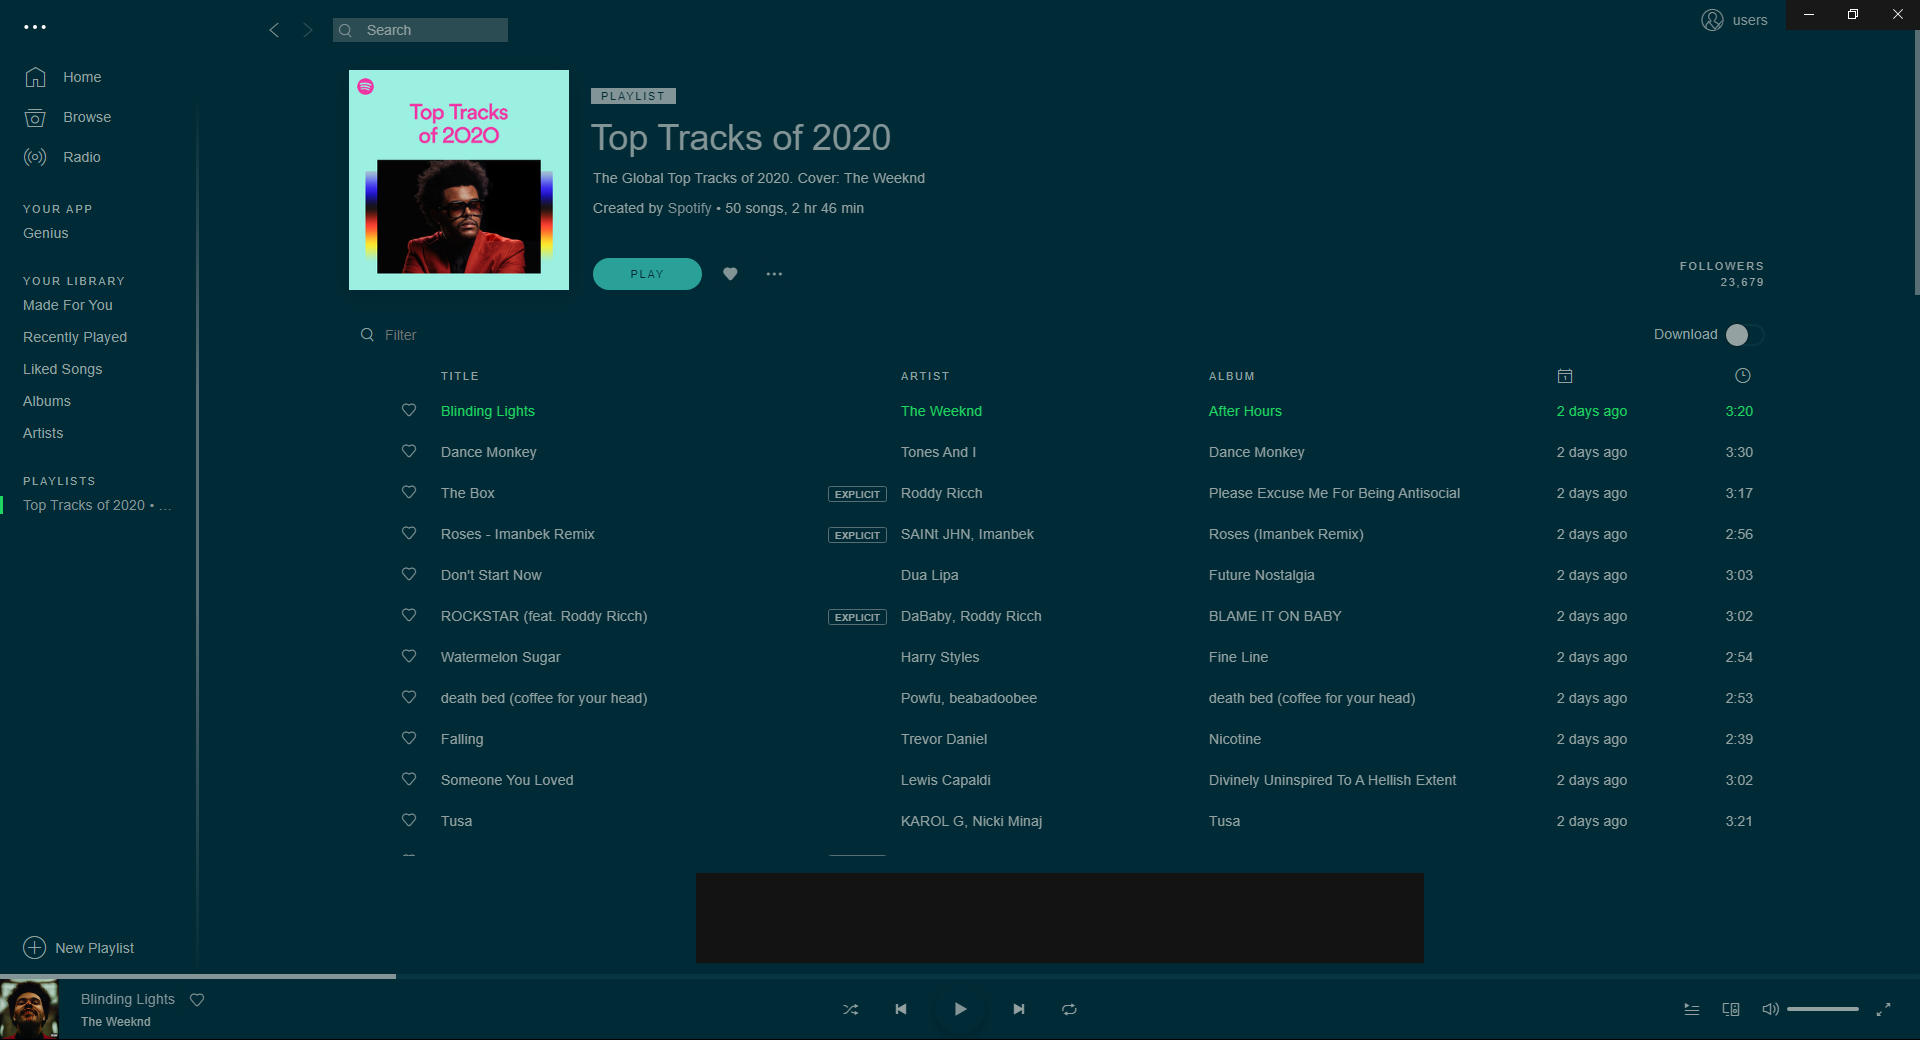 Search
users
Home
Browse
Radio
YOUR APP
Genius
YOUR LIBRARY
Made For You
Recently Played
Liked Songs
Albums
Artists
PLAYLISTS
Top Tracks of 2020 • ...
New Playlist
Top Tracks
of 2020
PLAYLIST
Top Tracks of 2020
The Global Top Tracks of 2020. Cover: The Weeknd
Created by Spotify • 50 songs, 2 hr 46 min
PLAY
FOLLOWERS
23,679
Filter
Download
TITLE ARTIST ALBUM
Blinding Lights The Weeknd After Hours 2 days ago 3:20
Dance Monkey Tones And I Dance Monkey 2 days ago 3:30
The Box EXPLICIT Roddy Ricch Please Excuse Me For Being Antisocial 2 days ago 3:17
Roses - Imanbek Remix EXPLICIT SAINt JHN, Imanbek Roses (Imanbek Remix) 2 days ago 2:56
Don't Start Now Dua Lipa Future Nostalgia 2 days ago 3:03
ROCKSTAR (feat. Roddy Ricch) EXPLICIT DaBaby, Roddy Ricch BLAME IT ON BABY 2 days ago 3:02
Watermelon Sugar Harry Styles Fine Line 2 days ago 2:54
death bed (coffee for your head) Powfu, beabadoobee death bed (coffee for your head) 2 days ago 2:53
Falling Trevor Daniel Nicotine 2 days ago 2:39
Someone You Loved Lewis Capaldi Divinely Uninspired To A Hellish Extent 2 days ago 3:02
Tusa KAROL G, Nicki Minaj Tusa 2 days ago 3:21
Blinding Lights
The Weeknd